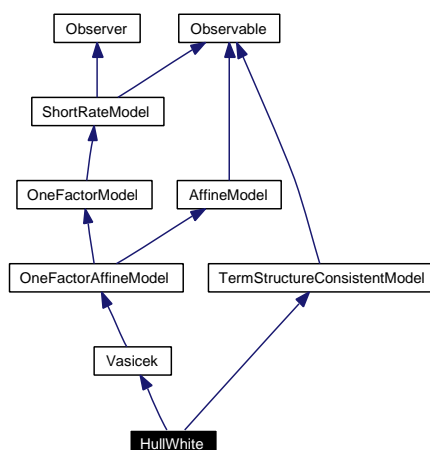 Observer
Observable
ShortRateModel
OneFactorModel
AffineModel
OneFactorAffineModel
TermStructureConsistentModel
Vasicek
HullWhite